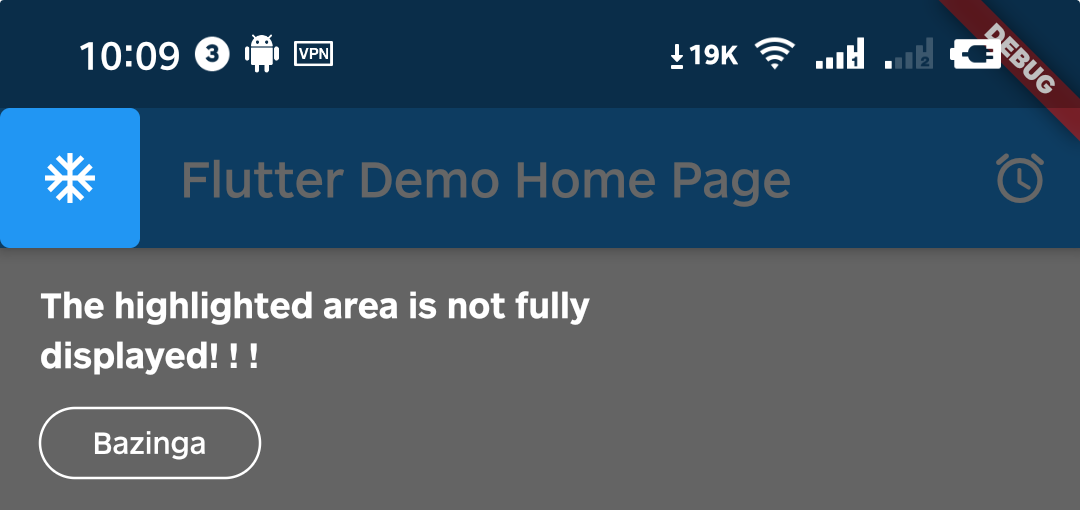 10:09 3 VPN 19K 1 2 DEBUG
Flutter Demo Home Page
The highlighted area is not fully
displayed! ! !
Bazinga